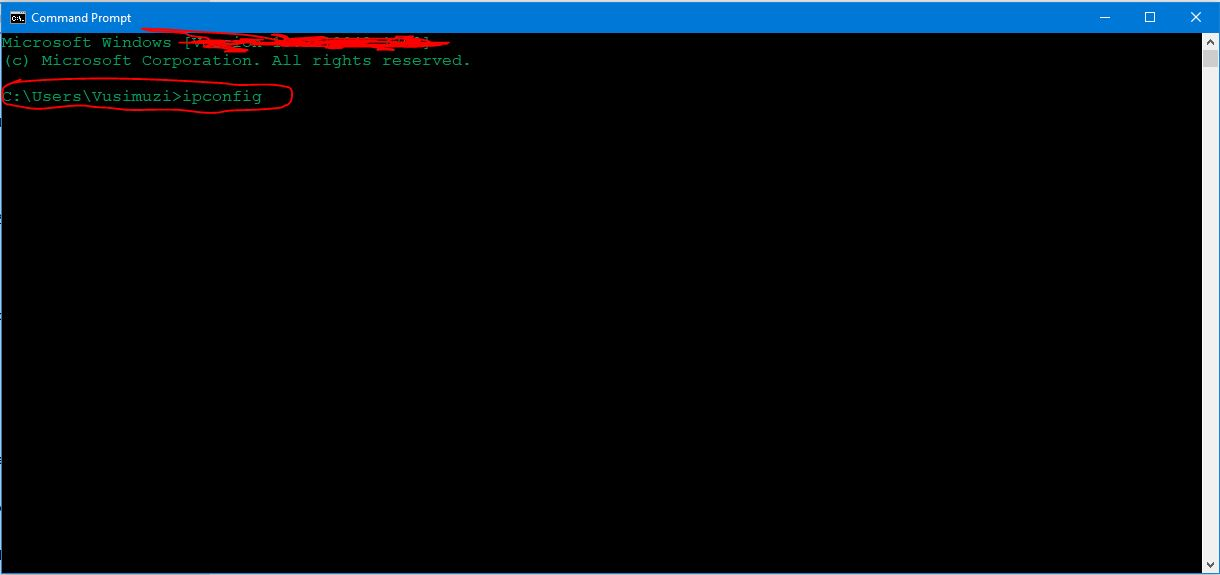 Command Prompt
Microsoft Windows
(c) Microsoft Corporation. All rights reserved.
C:\Users\Vusimuzi>ipconfig